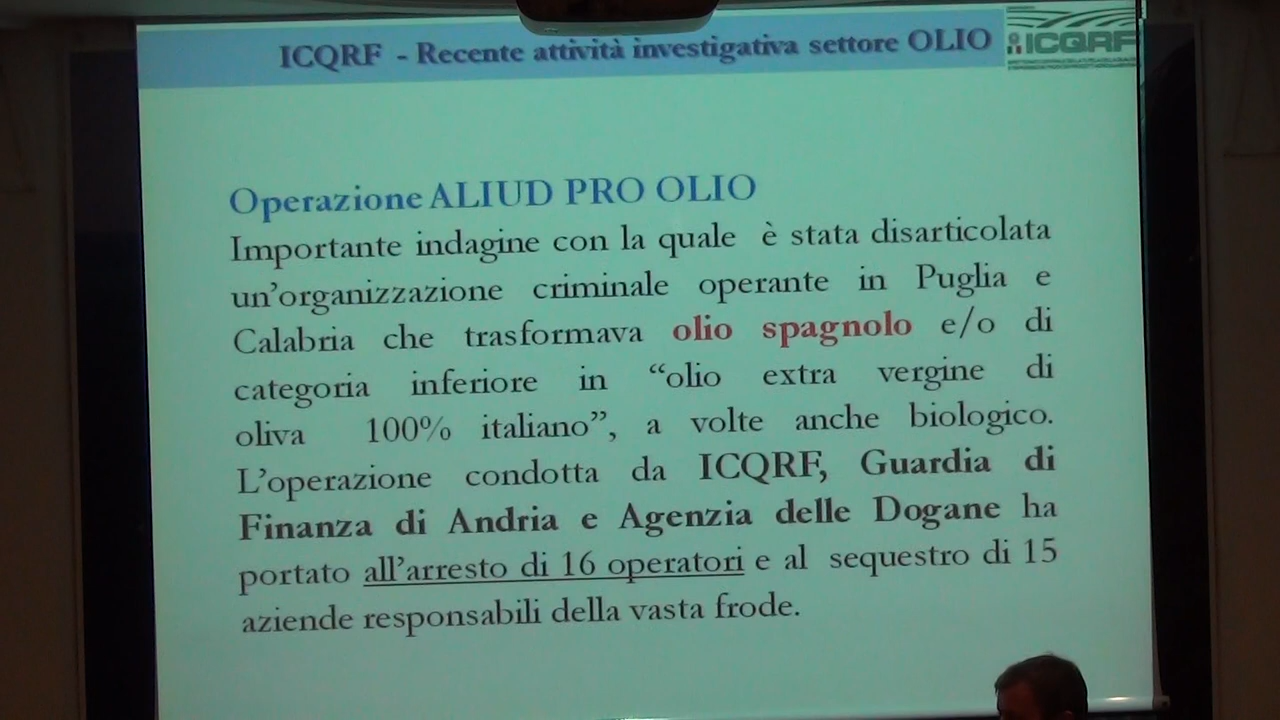 ICQRF - Recente attività investigativa settore OLIO
ICQRF
Operazione ALIUD PRO OLIO
Importante indagine con la quale è stata disarticolata
un’organizzazione criminale operante in Puglia e
Calabria che trasformava olio spagnolo e/o di
categoria inferiore in “olio extra vergine di
oliva 100% italiano”, a volte anche biologico.
L’operazione condotta da ICQRF, Guardia di
Finanza di Andria e Agenzia delle Dogane ha
portato all’arresto di 16 operatori e al sequestro di 15
aziende responsabili della vasta frode.